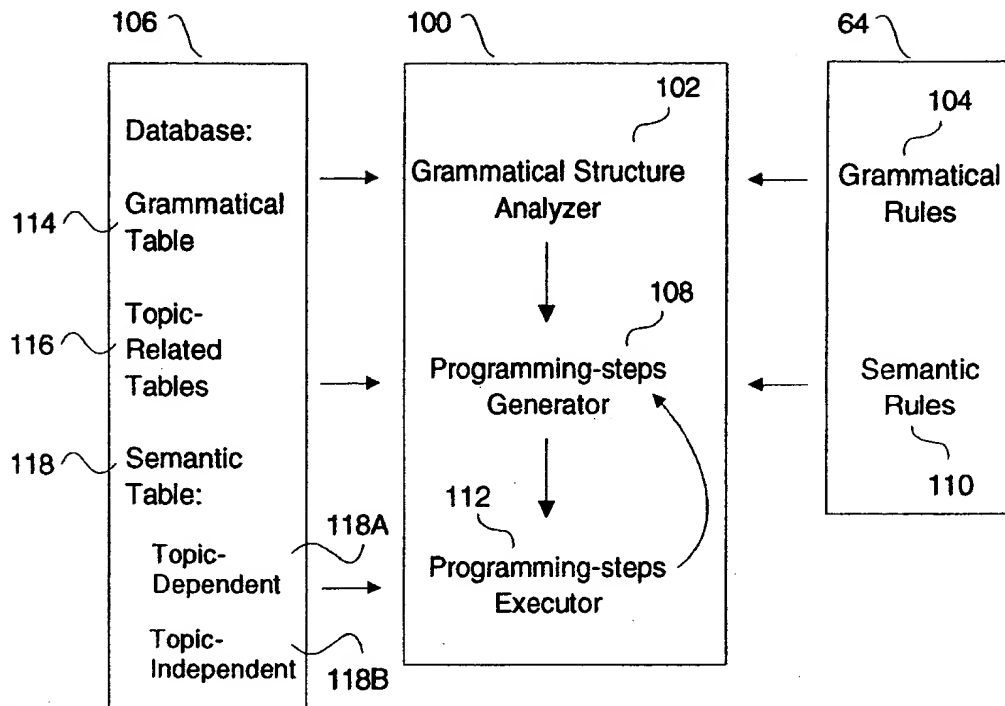 106
100
64
Database:
114
Grammatical
Table
116
Topic-
Related
Tables
118
Semantic
Table:
118A
Topic-
Dependent
Topic-
Independent
118B
102
Grammatical Structure
Analyzer
108
Programming-steps
Generator
112
Programming-steps
Executor
104
Grammatical
Rules
Semantic
Rules
110